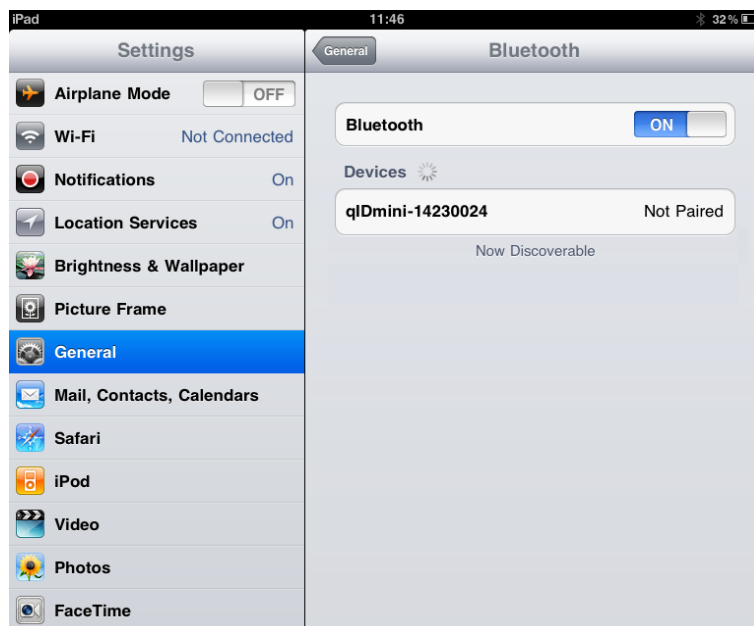 iPad 11:46 32%
Settings
Airplane Mode OFF
Wi-Fi Not Connected
Notifications On
Location Services On
Brightness & Wallpaper
Picture Frame
General
Mail, Contacts, Calendars
Safari
iPod
Video
Photos
FaceTime
General Bluetooth
Bluetooth ON
Devices
qIDmini-14230024 Not Paired
Now Discoverable